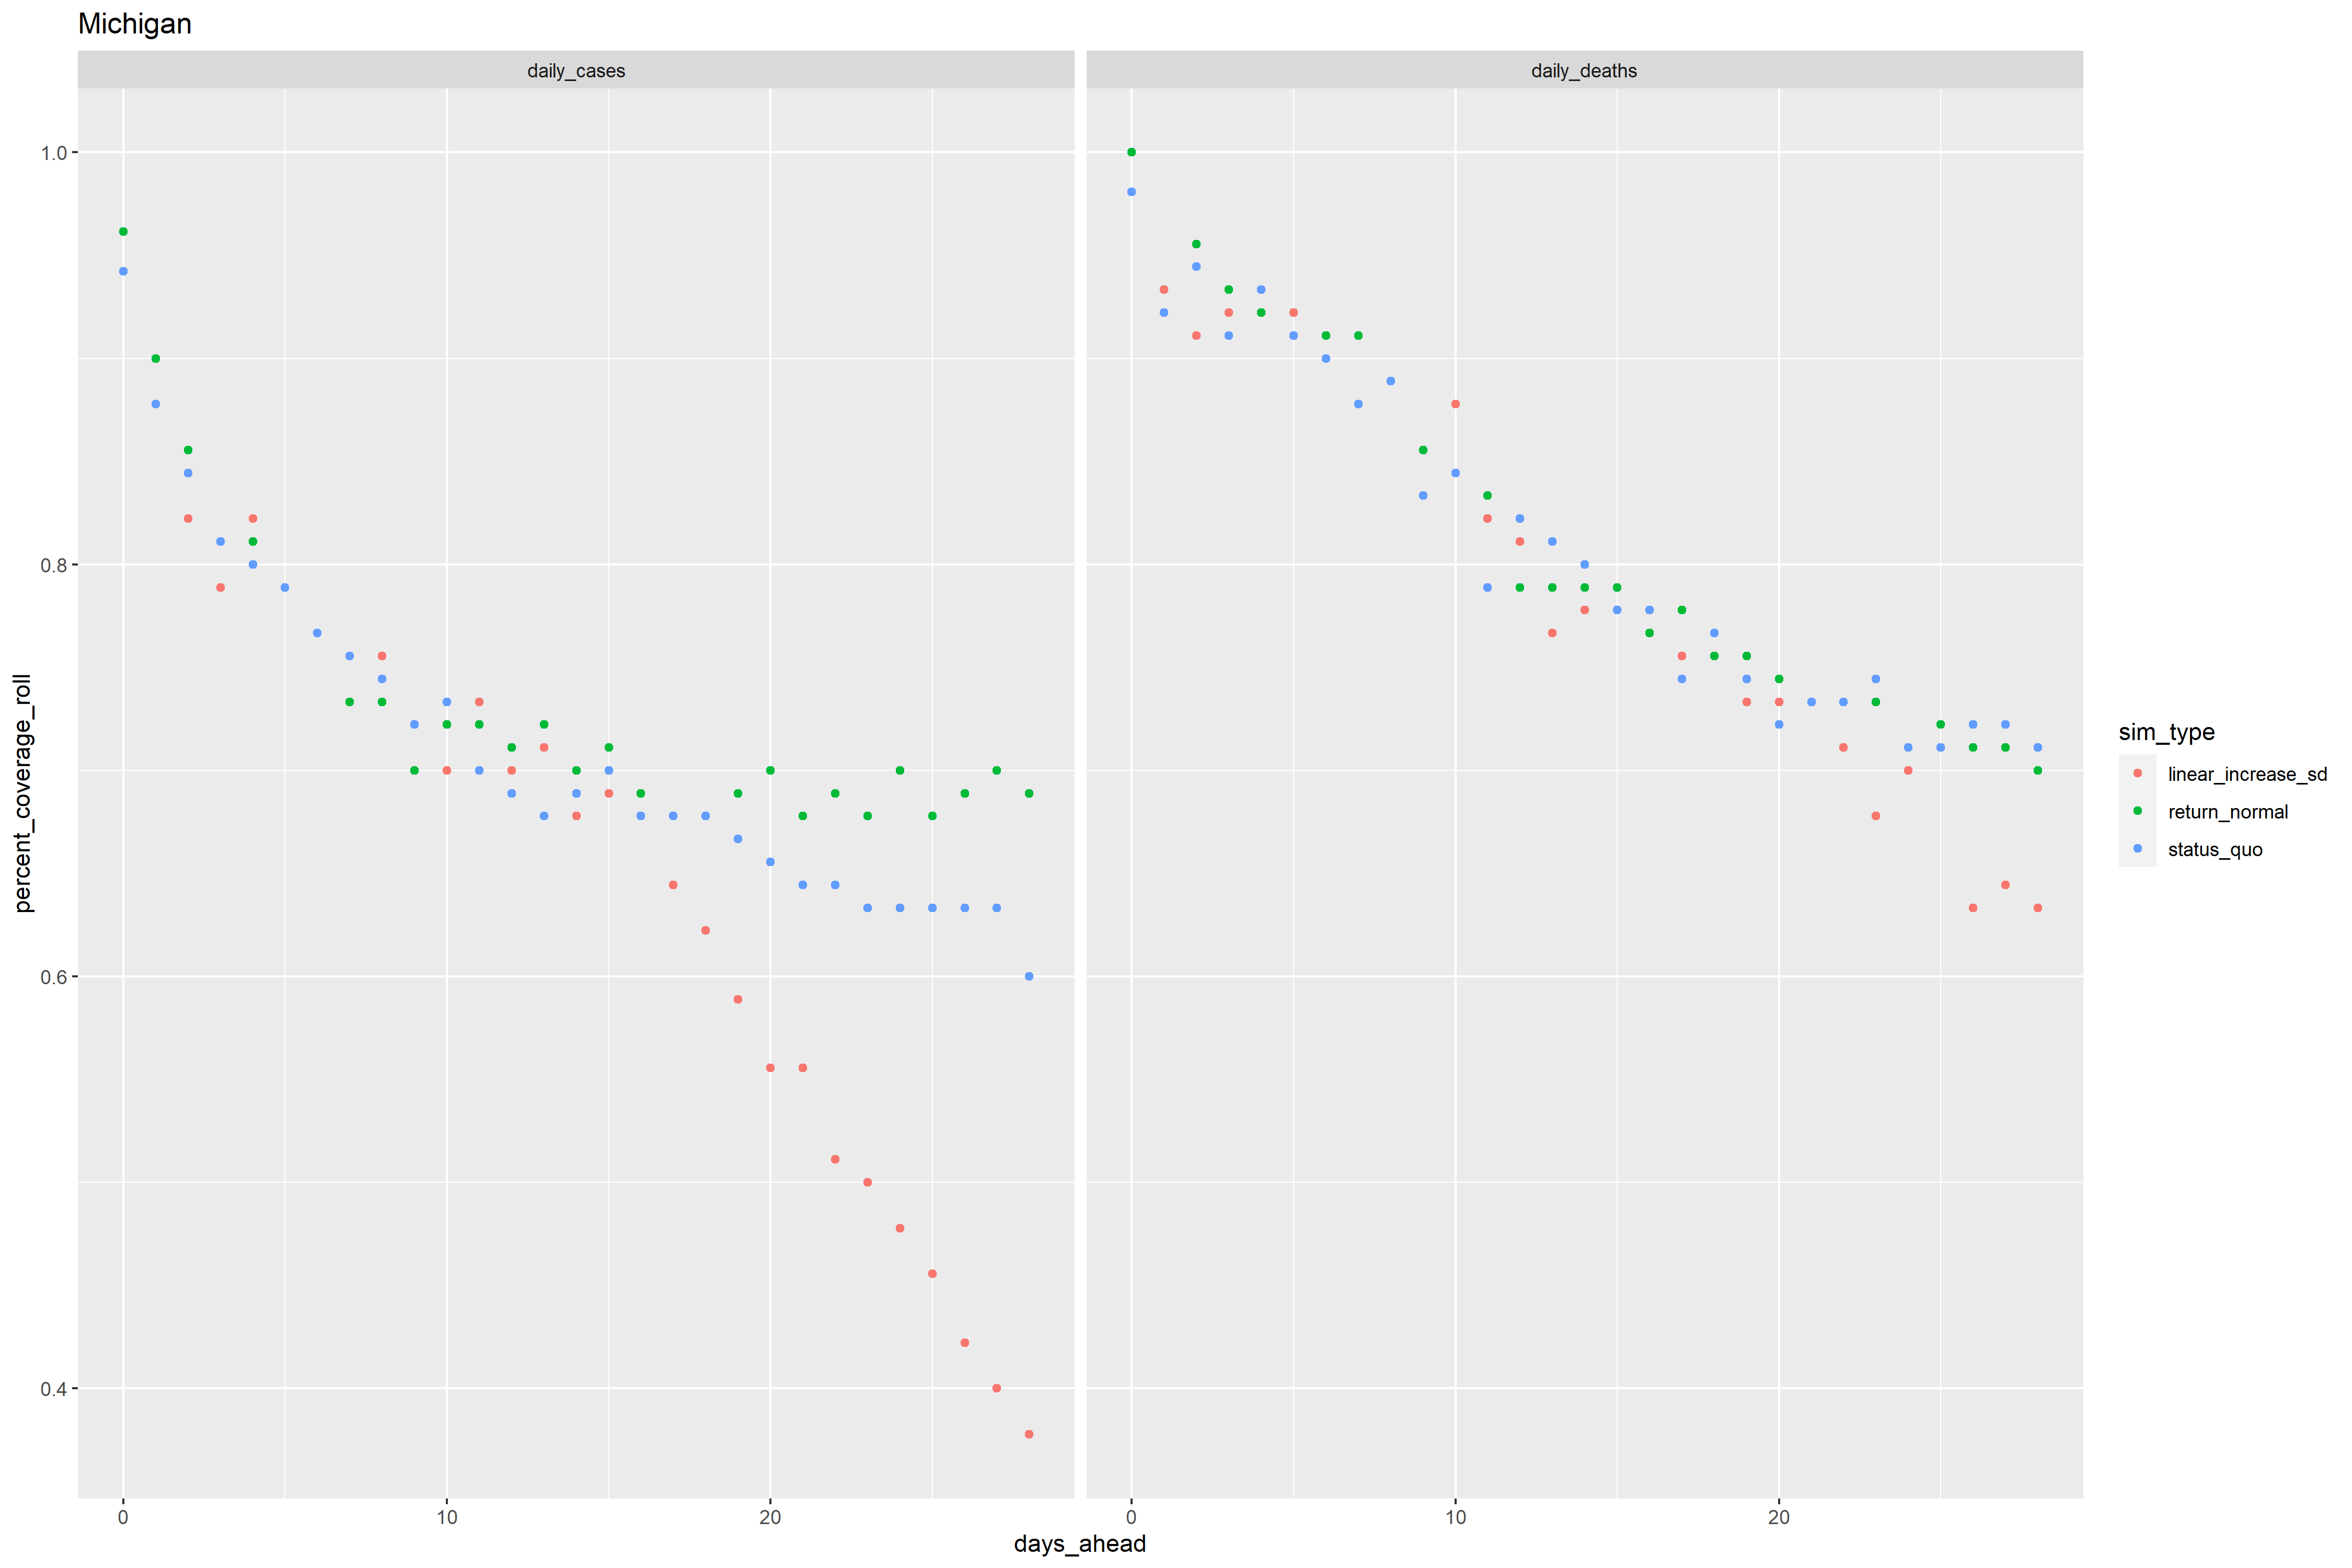 Michigan
daily_cases
daily_deaths
percent_coverage_roll
1.0
0.8
0.6
0.4
0 10 20
0 10 20
days_ahead
sim_type
linear_increase_sd
return_normal
status_quo